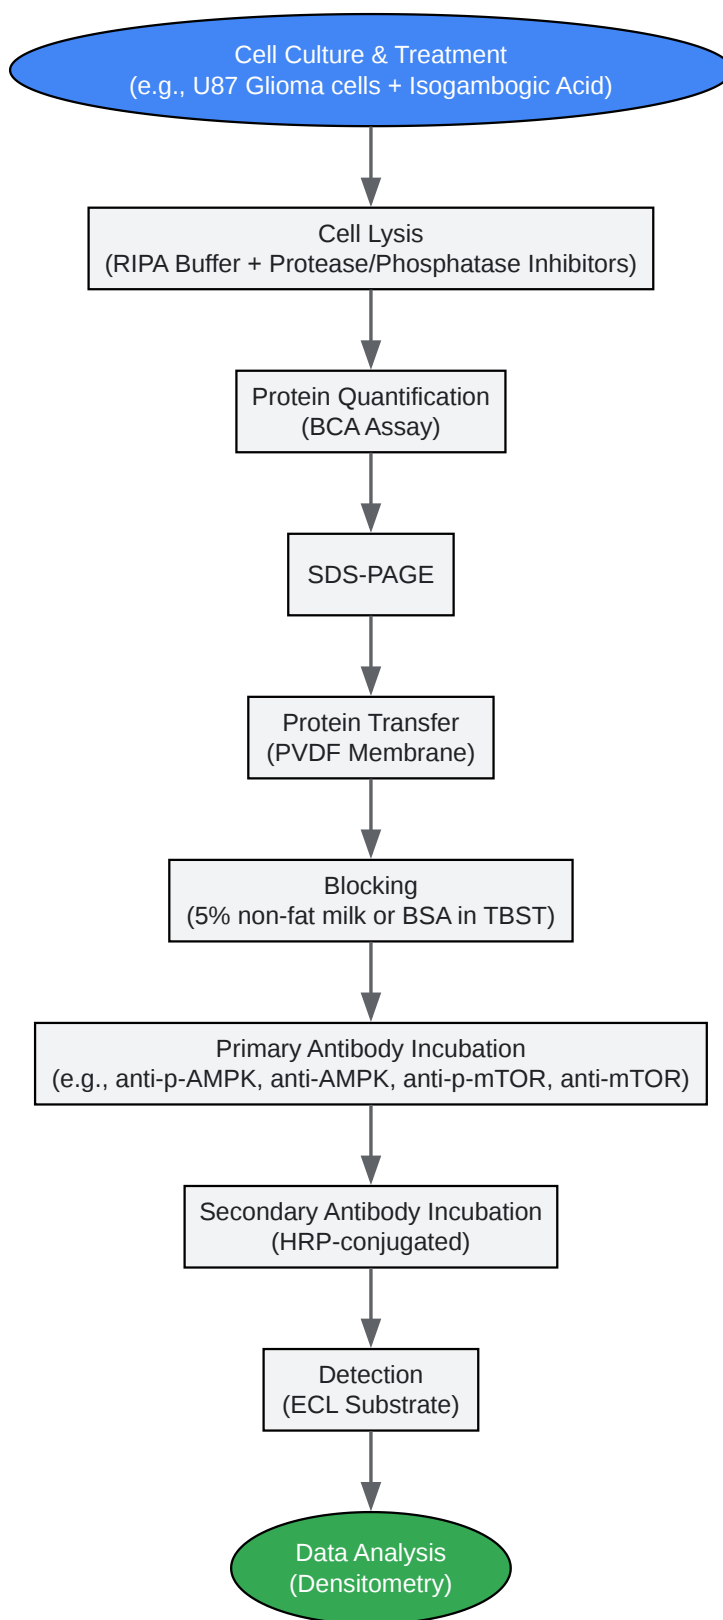 Cell Culture & Treatment
(e.g., U87 Glioma cells + Isogambogic Acid)
Cell Lysis
(RIPA Buffer + Protease/Phosphatase Inhibitors)
Protein Quantification
(BCA Assay)
SDS-PAGE
Protein Transfer
(PVDF Membrane)
Blocking
(5% non-fat milk or BSA in TBST)
Primary Antibody Incubation
(e.g., anti-p-AMPK, anti-AMPK, anti-p-mTOR, anti-mTOR)
Secondary Antibody Incubation
(HRP-conjugated)
Detection
(ECL Substrate)
Data Analysis
(Densitometry)